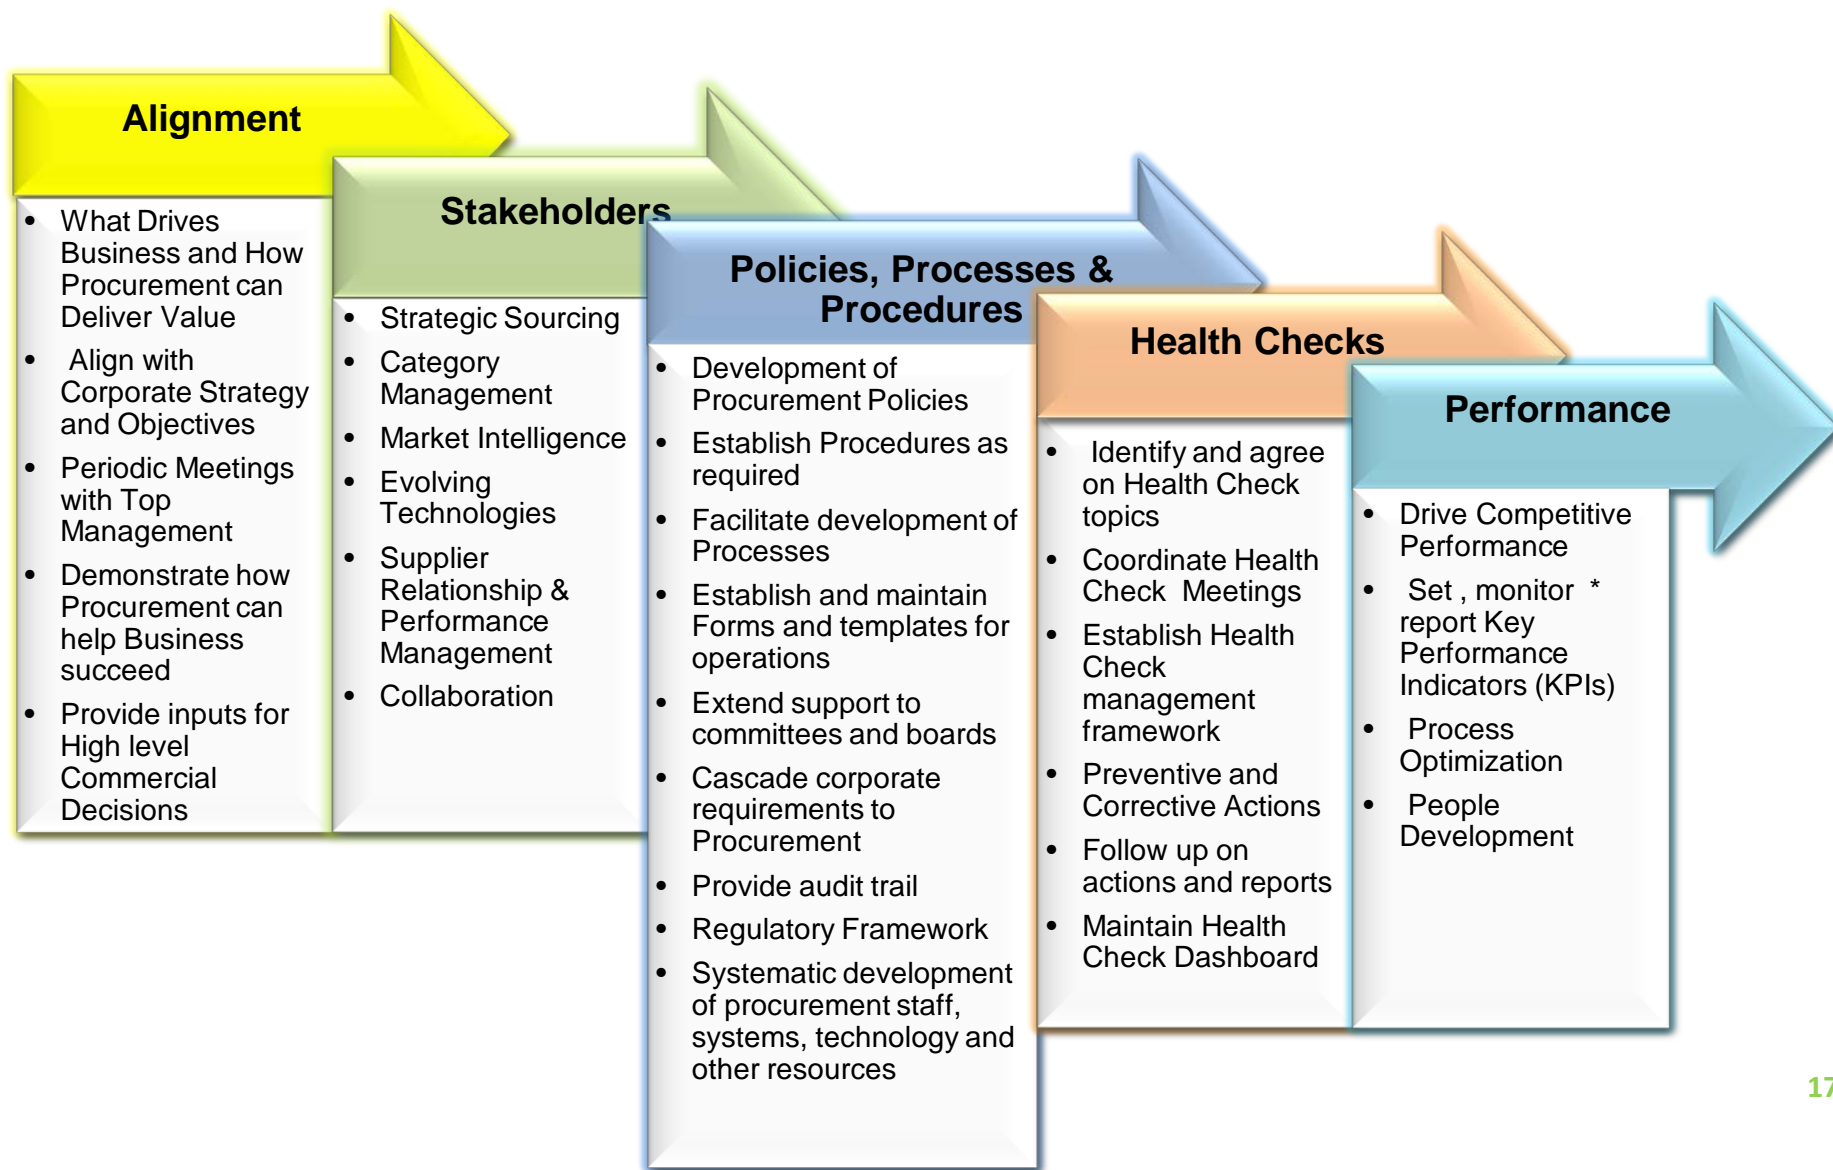 Alignment
• What Drives
Business and How
Procurement can
Deliver Value
• Align with
Corporate Strategy
and Objectives
• Periodic Meetings
with Top
Management
• Demonstrate how
Procurement can
help Business
succeed
• Provide inputs for
High level
Commercial
Decisions
Stakeholders
• Strategic Sourcing
• Category
Management
• Market Intelligence
• Evolving
Technologies
• Supplier
Relationship &
Performance
Management
• Collaboration
Policies, Processes &
Procedures
• Development of
Procurement Policies
• Establish Procedures as
required
• Facilitate development of
Processes
• Establish and maintain
Forms and templates for
operations
• Extend support to
committees and boards
• Cascade corporate
requirements to
Procurement
• Provide audit trail
• Regulatory Framework
• Systematic development
of procurement staff,
systems, technology and
other resources
Health Checks
• Identify and agree
on Health Check
topics
• Coordinate Health
Check Meetings
• Establish Health
Check
management
framework
• Preventive and
Corrective Actions
• Follow up on
actions and reports
• Maintain Health
Check Dashboard
Performance
• Drive Competitive
Performance
• Set , monitor *
report Key
Performance
Indicators (KPIs)
• Process
Optimization
• People
Development
17